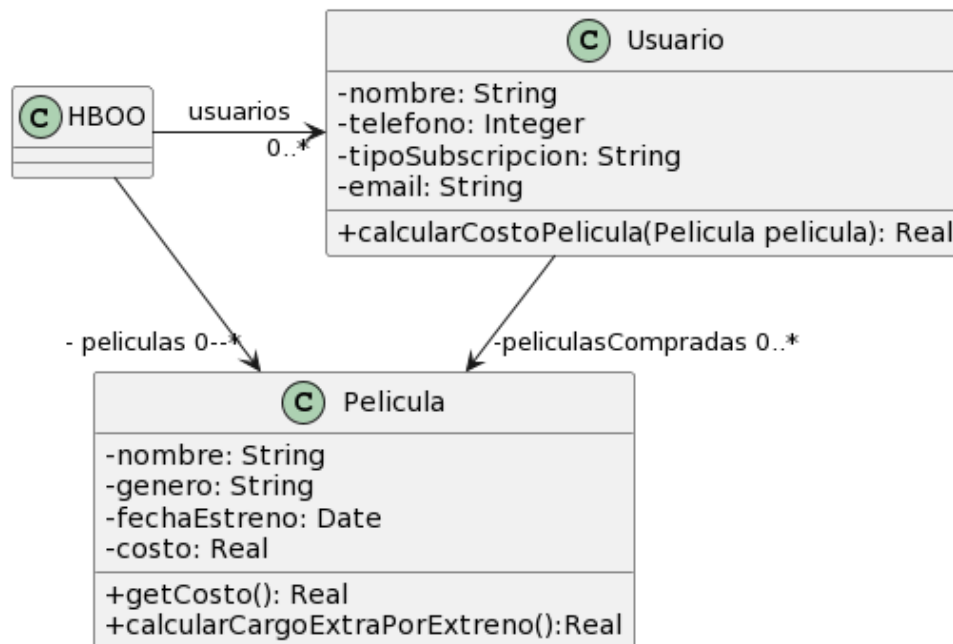 C HBOO
usuarios
0..*
C Usuario
-nombre: String
-telefono: Integer
-tipoSubscripcion: String
-email: String
+calcularCostoPelicula(Pelicula pelicula): Real
- peliculas 0--*
-peliculasCompradas 0..*
C Pelicula
-nombre: String
-genero: String
-fechaEstreno: Date
-costo: Real
+getCosto(): Real
+calcularCargoExtraPorExtreno():Real